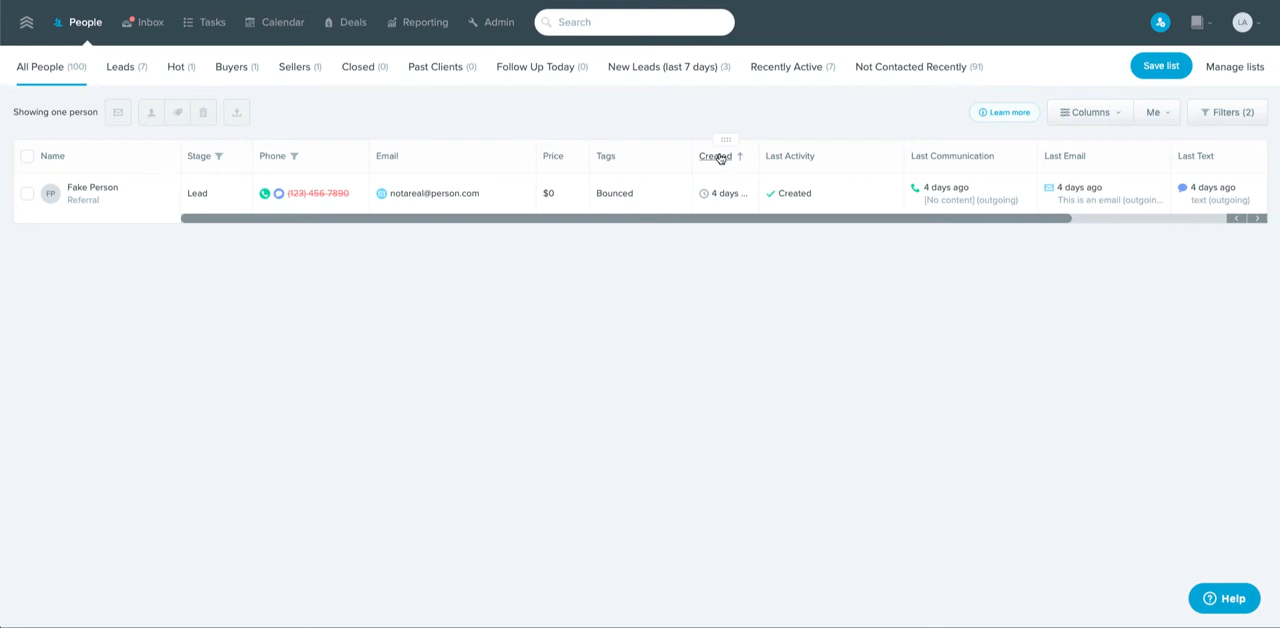 People Inbox Tasks Calendar Deals Reporting Admin Search LA
All People (100) Leads (7) Hot (1) Buyers (1) Sellers (1) Closed (0) Past Clients (0) Follow Up Today (0) New Leads (last 7 days) (3) Recently Active (7) Not Contacted Recently (91) Save list Manage lists
Showing one person Learn more Columns Me Filters (2)
Name Stage Phone Email Price Tags Created Last Activity Last Communication Last Email Last Text
FP Fake Person Lead (123) 456-7890 notareal@person.com $0 Bounced 4 days ... Created 4 days ago 4 days ago 4 days ago
Referral [No content] (outgoing) This is an email (outgoin... text (outgoing)
Help